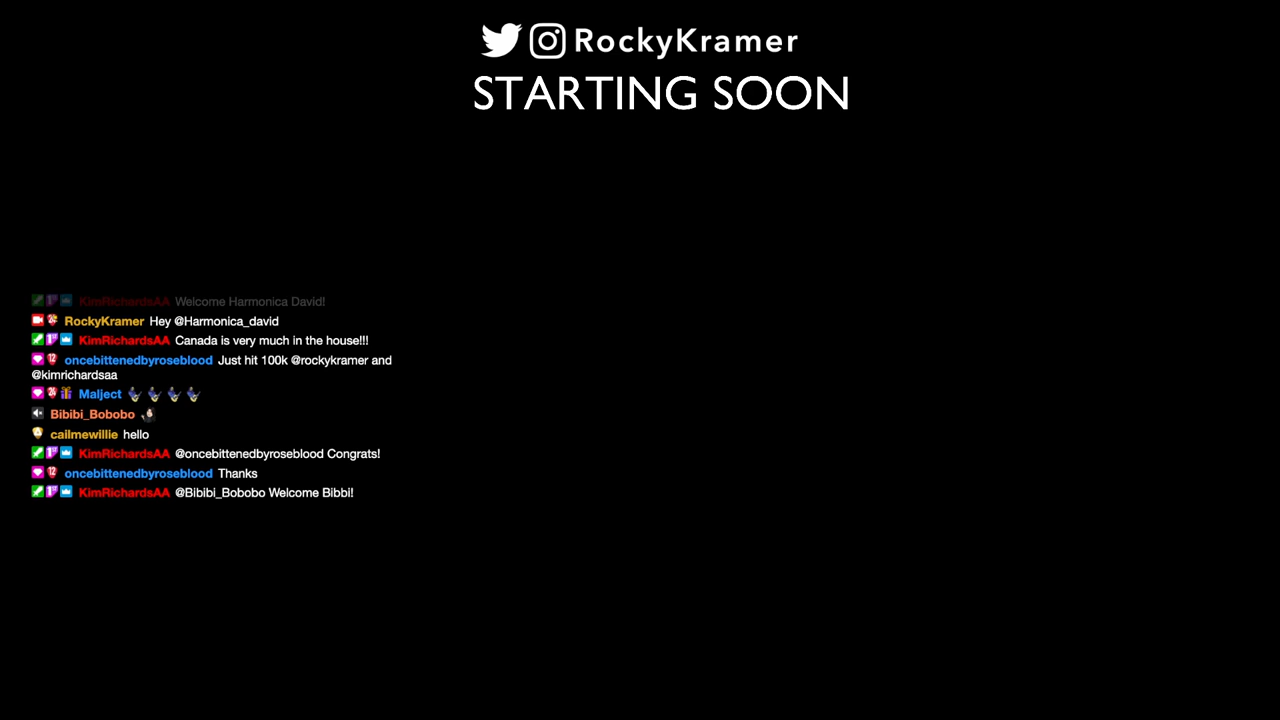 RockyKramer
STARTING SOON
KimRichardsAA Welcome Harmonica David!
RockyKramer Hey @Harmonica_david
KimRichardsAA Canada is very much in the house!!!
oncebittenedbyroseblood Just hit 100k @rockykramer and
@kimrichardsaa
Malject
Bibibi_Bobobo
cailmewillie hello
KimRichardsAA @oncebittenedbyroseblood Congrats!
oncebittenedbyroseblood Thanks
KimRichardsAA @Bibibi_Bobobo Welcome Bibbi!